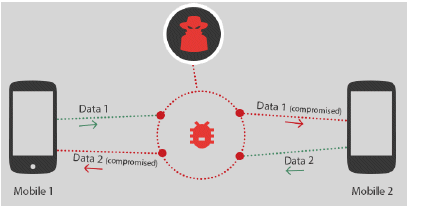 Data 1
Data 1 (compromised)
Data 2 (compromised)
Data 2
Mobile 1
Mobile 2